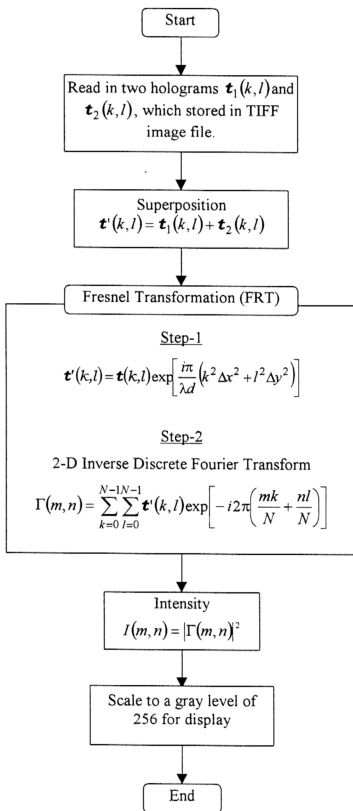 Start
Read in two holograms t₁(k,l) and
t₂(k,l), which stored in TIFF
image file.
Superposition
t'(k,l) = t₁(k,l) + t₂(k,l)
Fresnel Transformation (FRT)
Step-1
t'(k,l) = t(k,l) exp[iπ/λd (k²Δx² + l²Δy²)]
Step-2
2-D Inverse Discrete Fourier Transform
Γ(m,n) = ∑_{k=0}^{N-1} ∑_{l=0}^{N-1} t'(k,l) exp[-i2π(mk/N + nl/N)]
Intensity
I(m,n) = |Γ(m,n)|²
Scale to a gray level of
256 for display
End